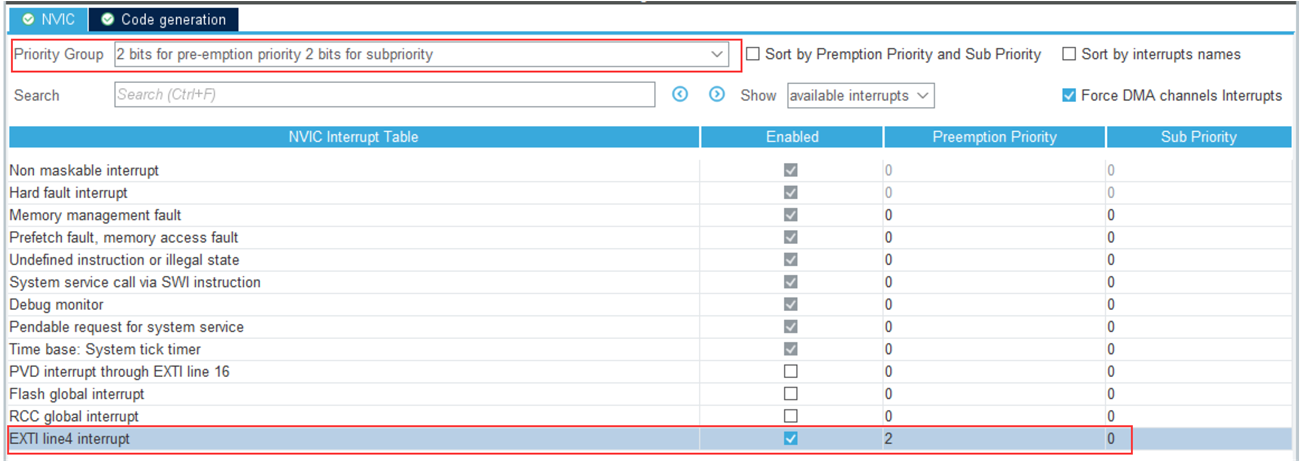 NVIC Code generation
Priority Group 2 bits for pre-emption priority 2 bits for subpriority Sort by Premption Priority and Sub Priority Sort by interrupts names
Search Search (Ctrl+F) Show available interrupts Force DMA channels Interrupts
NVIC Interrupt Table Enabled Preemption Priority Sub Priority
Non maskable interrupt 0 0
Hard fault interrupt 0 0
Memory management fault 0 0
Prefetch fault, memory access fault 0 0
Undefined instruction or illegal state 0 0
System service call via SWI instruction 0 0
Debug monitor 0 0
Pendable request for system service 0 0
Time base: System tick timer 0 0
PVD interrupt through EXTI line 16 0 0
Flash global interrupt 0 0
RCC global interrupt 0 0
EXTI line4 interrupt 2 0